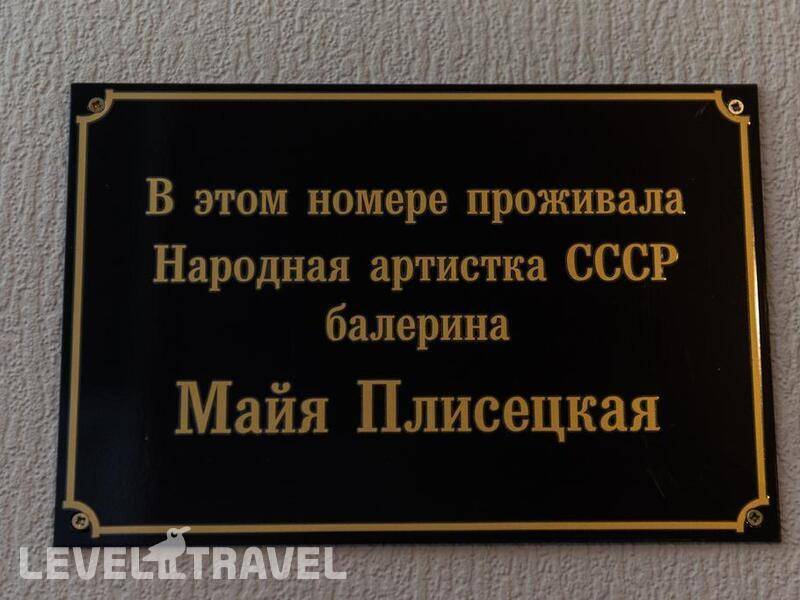 В этом номере проживала
Народная артистка СССР
балерина
Майя Плисецкая
LEVEL TRAVEL